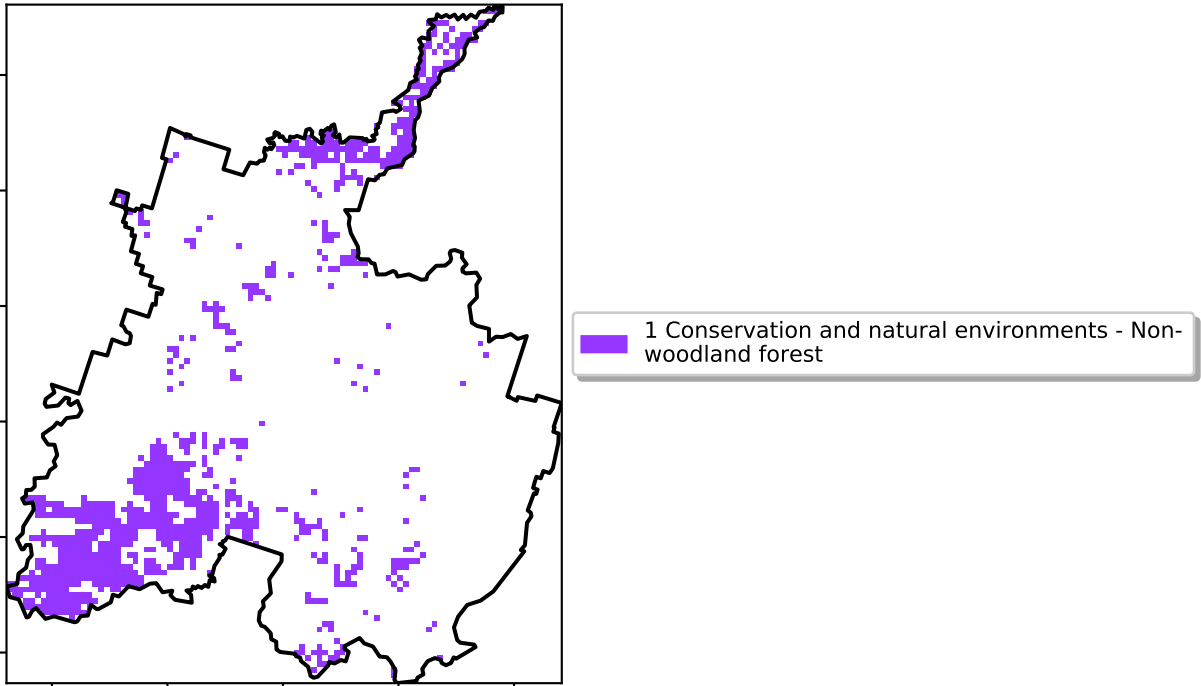 1 Conservation and natural environments - Non-
woodland forest